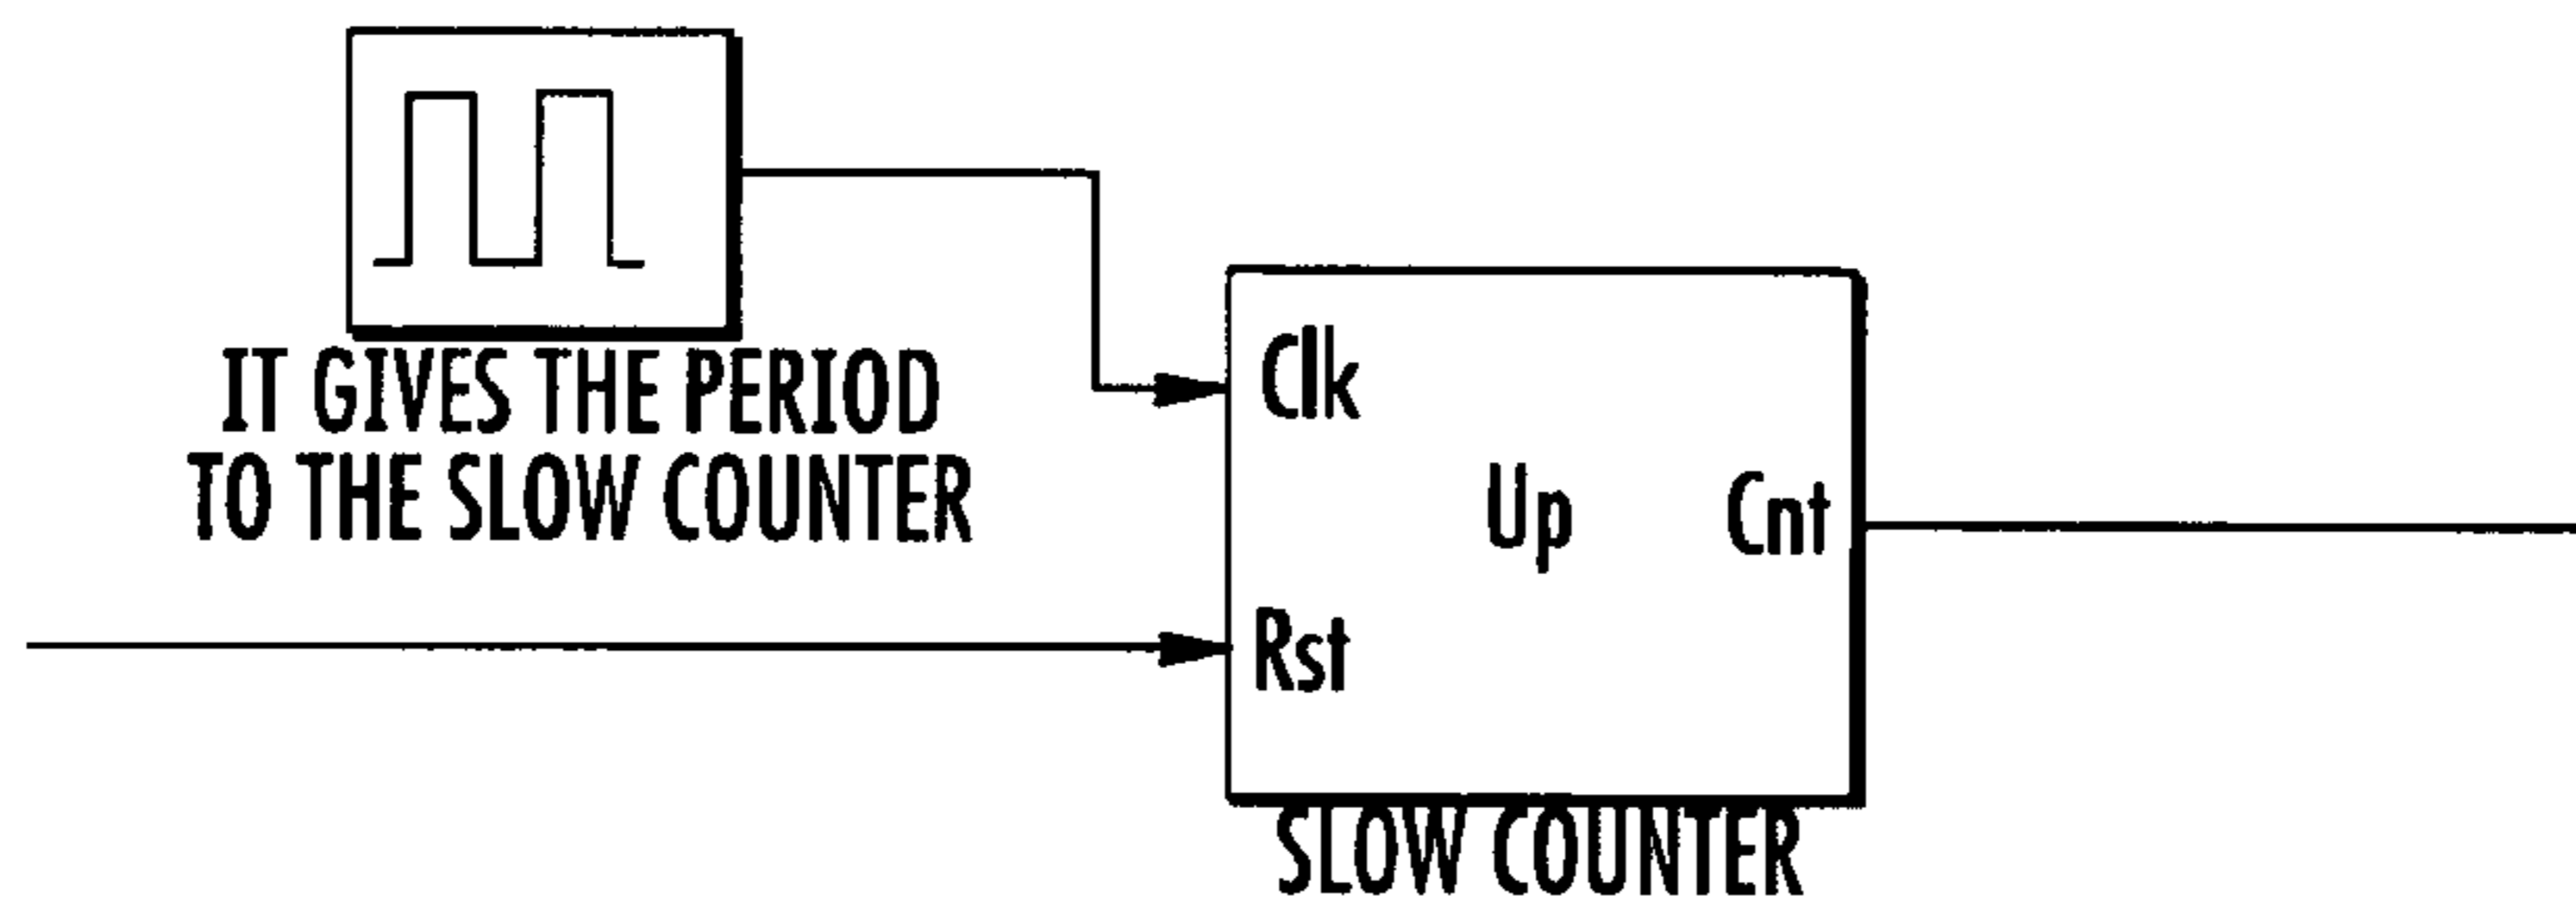 IT GIVES THE PERIOD
TO THE SLOW COUNTER
Clk
Up
Cnt
Rst
SLOW COUNTER